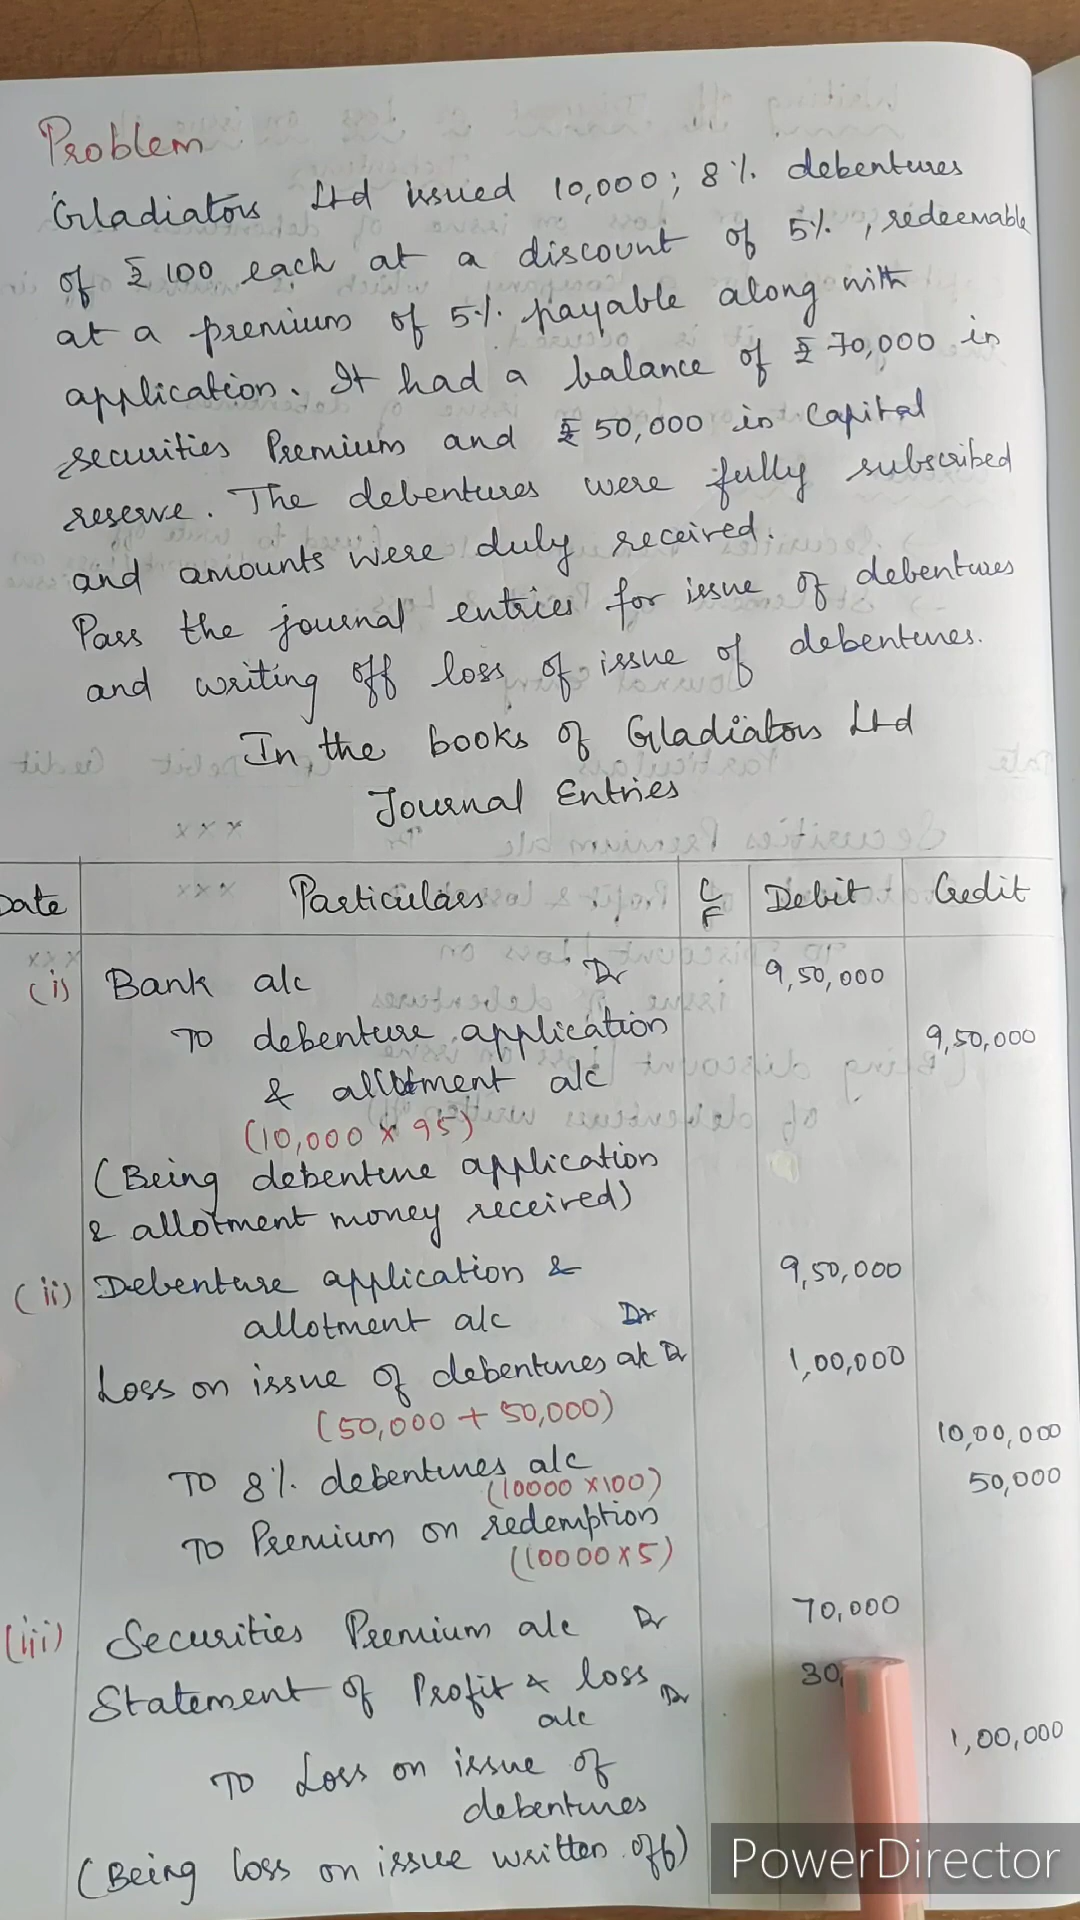 Problem
Gladiators Ltd issued 10,000; 8% debentures
of ₹ 100 each at a discount of 5%, redeemable
at a premium of 5% payable along with
application. It had a balance of ₹ 70,000 in
securities Premium and ₹ 50,000 in Capital
reserve. The debentures were fully subscribed
and amounts were duly received.
Pass the journal entries for issue of debentures
and writing off loss of issue of debentures.
In the books of Gladiators Ltd
Journal Entries
Date Particulars L F Debit Credit
(i) Bank a/c Dr 9,50,000
To debenture application 9,50,000
& allotment a/c
(10,000 x 95)
(Being debenture application
& allotment money received)
(ii) Debenture application & 9,50,000
allotment a/c Dr
Loss on issue of debentures a/c Dr 1,00,000
(50,000 + 50,000)
To 8% debentures a/c 10,00,000
(10000 x 100) 50,000
To Premium on redemption
(10000 x 5)
(iii) Securities Premium a/c Dr 70,000
Statement of Profit & loss Dr 30,
a/c
To Loss on issue of 1,00,000
debentures
(Being loss on issue written off)
PowerDirector